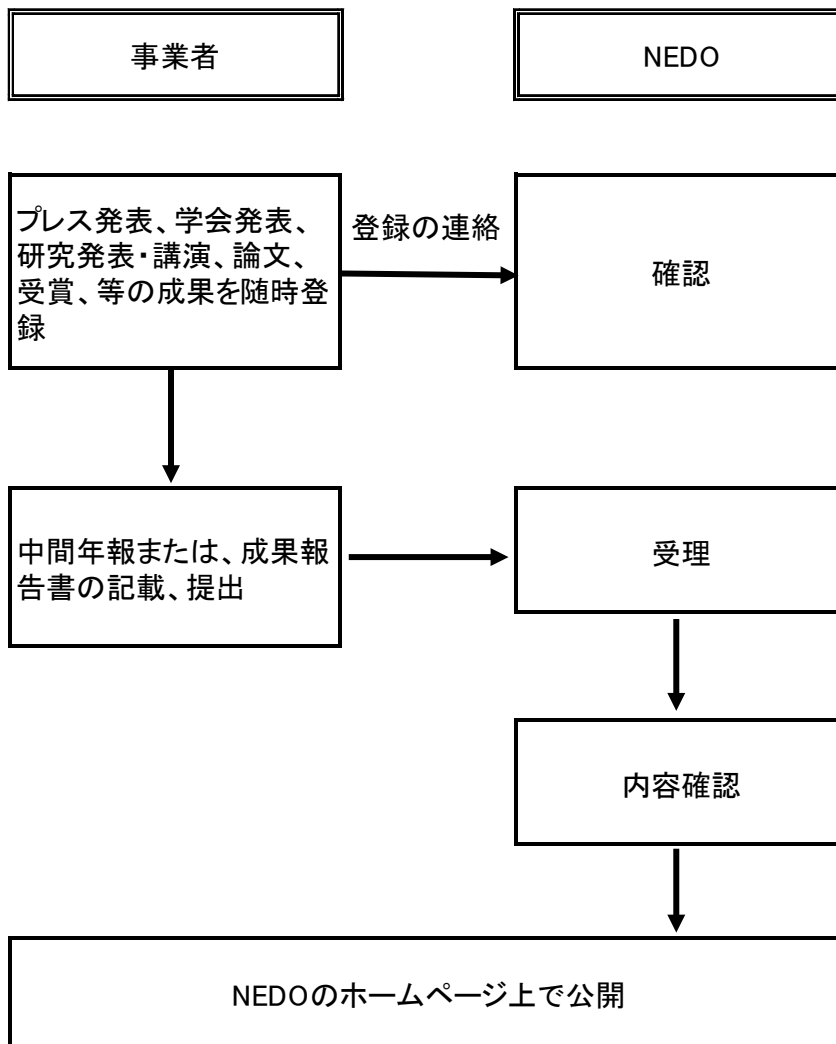 事業者
NEDO
プレス発表、学会発表、
研究発表・講演、論文、
受賞、等の成果を随時登
録
登録の連絡
確認
中間年報または、成果報
告書の記載、提出
受理
内容確認
NEDOのホームページ上で公開